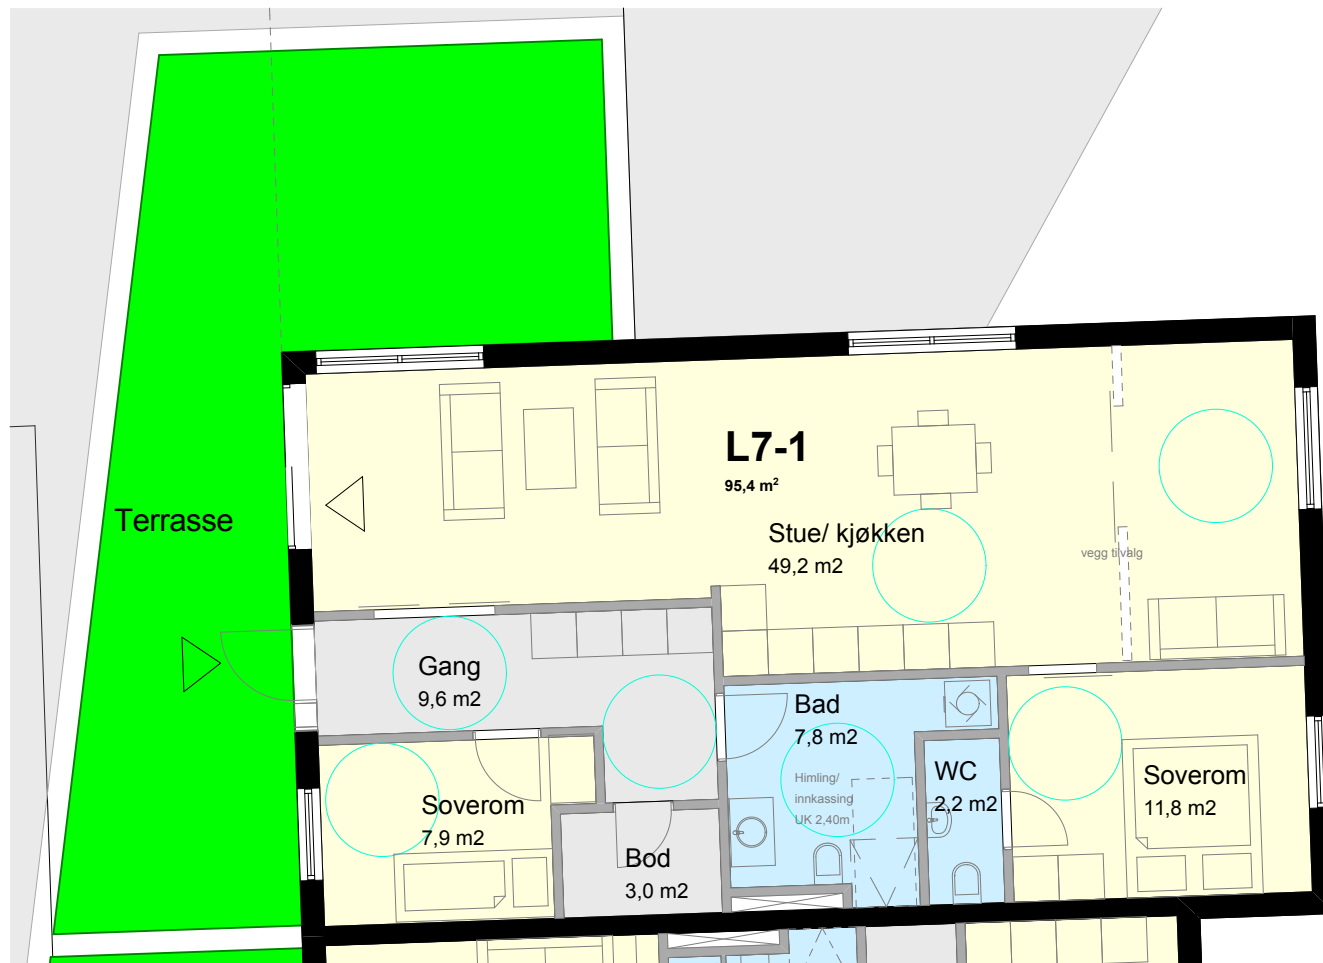 L7-1
95,4 m²
Terrasse
Stue/ kjøkken
49,2 m2
vegg til valg
Gang
9,6 m2
Bad
7,8 m2
Himling/
innkassing
UK 2,40m
WC
2,2 m2
Soverom
11,8 m2
Soverom
7,9 m2
Bod
3,0 m2